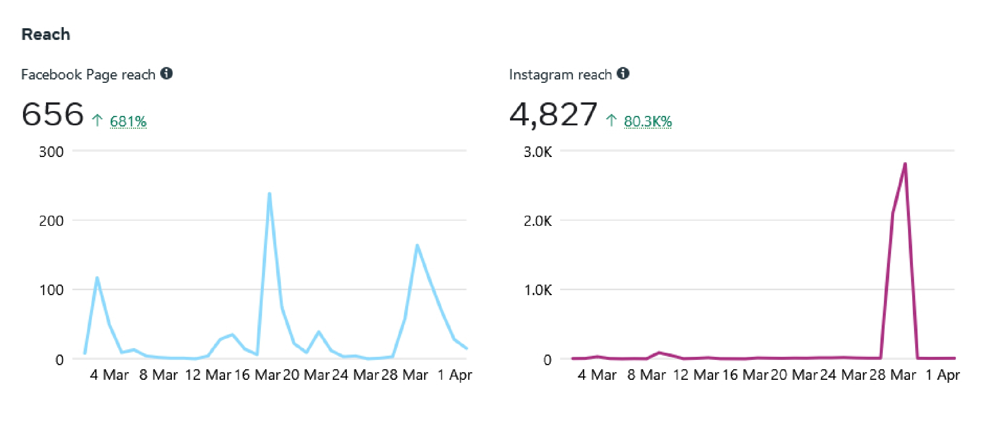 Reach
Facebook Page reach
656 ↑ 681%
300
200
100
0
4 Mar 8 Mar 12 Mar 16 Mar 20 Mar 24 Mar 28 Mar 1 Apr
Instagram reach
4,827 ↑ 80.3K%
3.0K
2.0K
1.0K
0
4 Mar 8 Mar 12 Mar 16 Mar 20 Mar 24 Mar 28 Mar 1 Apr